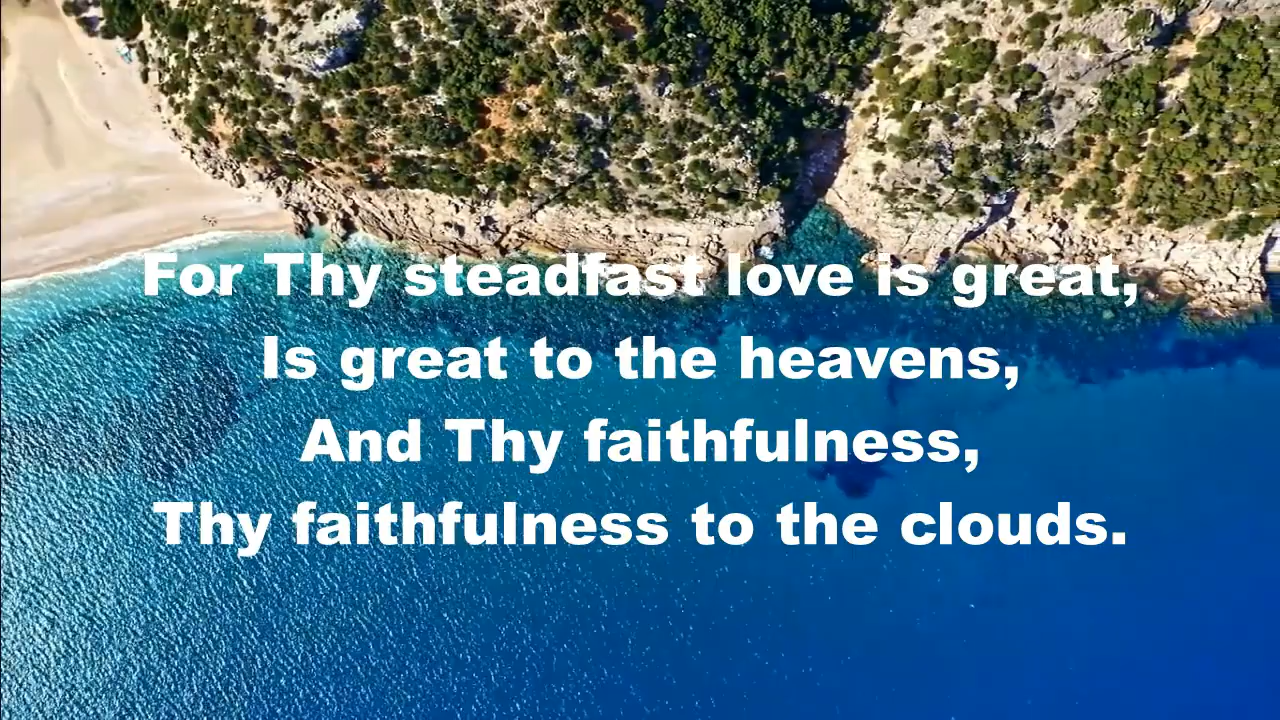 For Thy steadfast love is great,
Is great to the heavens,
And Thy faithfulness,
Thy faithfulness to the clouds.